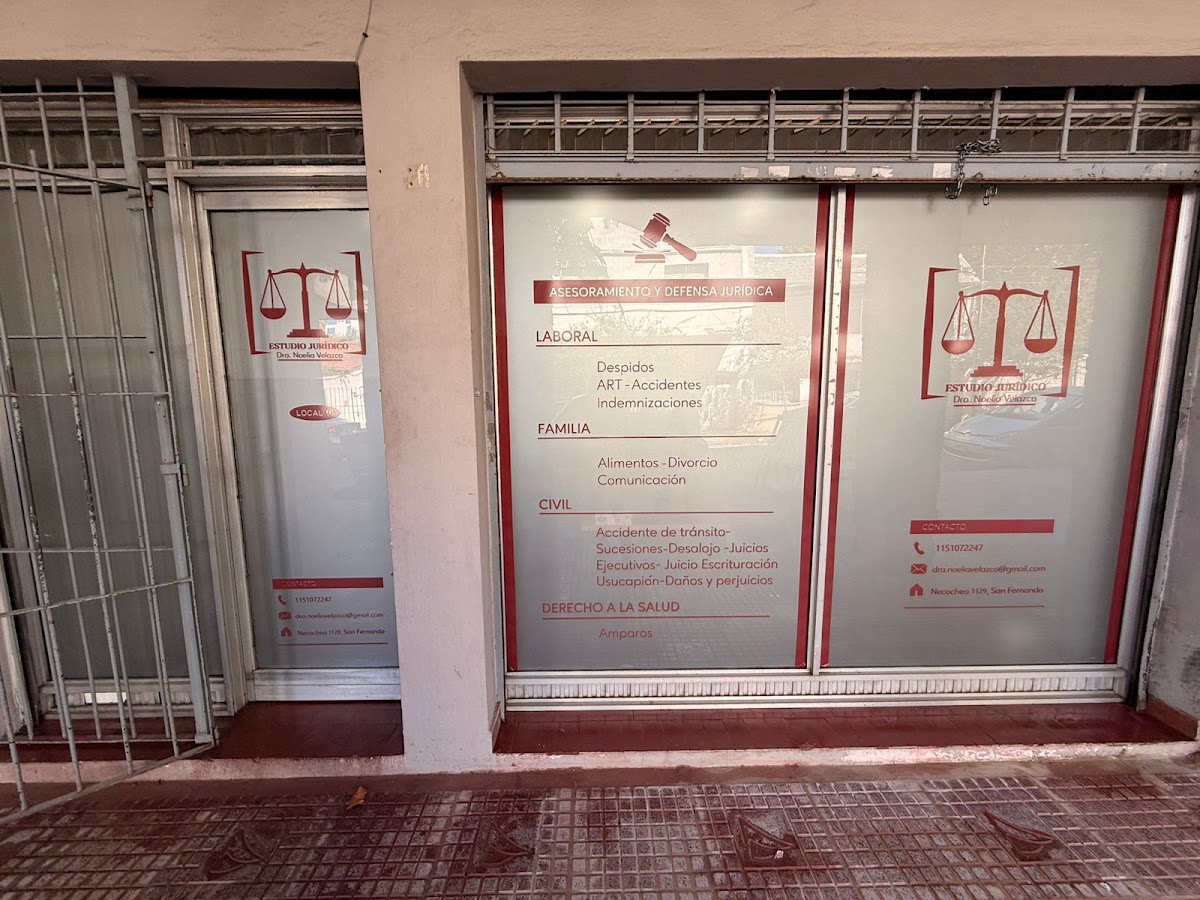 ESTUDIO JURÍDICO
Dra. Noelia Velazco
LOCAL 10
CONTACTO
1151072247
dra.noeliavelazco@gmail.com
Necochea 1129, San Fernando
ASESORAMIENTO Y DEFENSA JURÍDICA
LABORAL
Despidos
ART -Accidentes
Indemnizaciones
FAMILIA
Alimentos -Divorcio
Comunicación
CIVIL
Accidente de tránsito-
Sucesiones-Desalojo -Juicios
Ejecutivos- Juicio Escrituración
Usucapión-Daños y perjuicios
DERECHO A LA SALUD
Amparos
ESTUDIO JURÍDICO
Dra. Noelia Velazco
CONTACTO
1151072247
dra.noeliavelazco@gmail.com
Necochea 1129, San Fernando